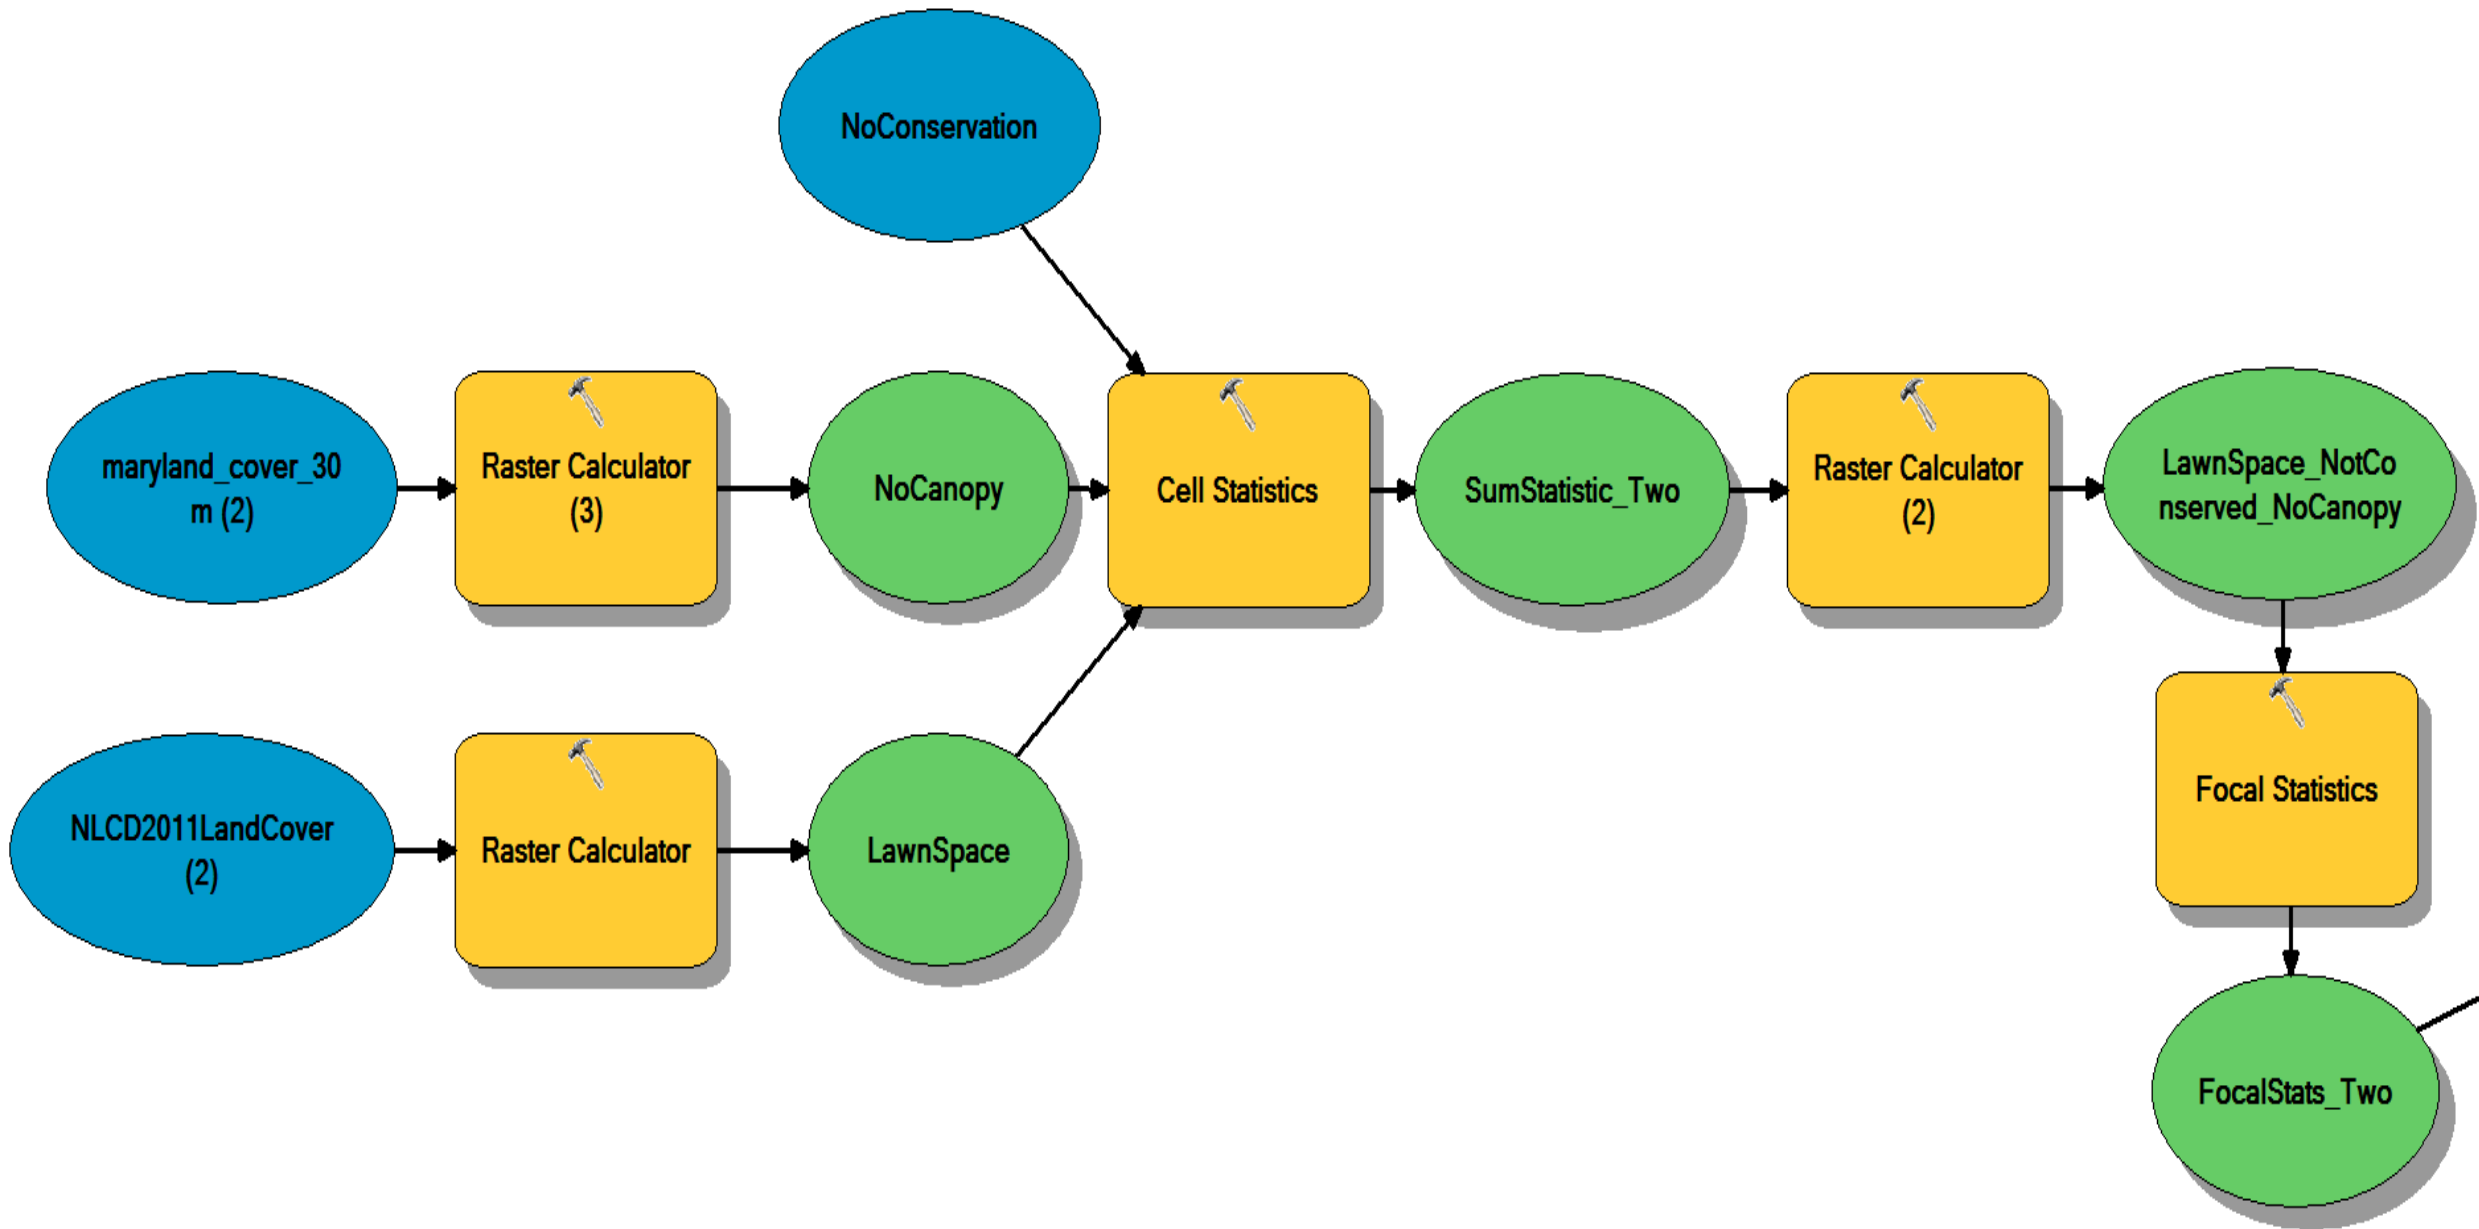 NoConservation
maryland_cover_30
m (2)
Raster Calculator
(3)
NoCanopy
Cell Statistics
SumStatistic_Two
Raster Calculator
(2)
LawnSpace_NotCo
nserved_NoCanopy
NLCD2011LandCover
(2)
Raster Calculator
LawnSpace
Focal Statistics
FocalStats_Two